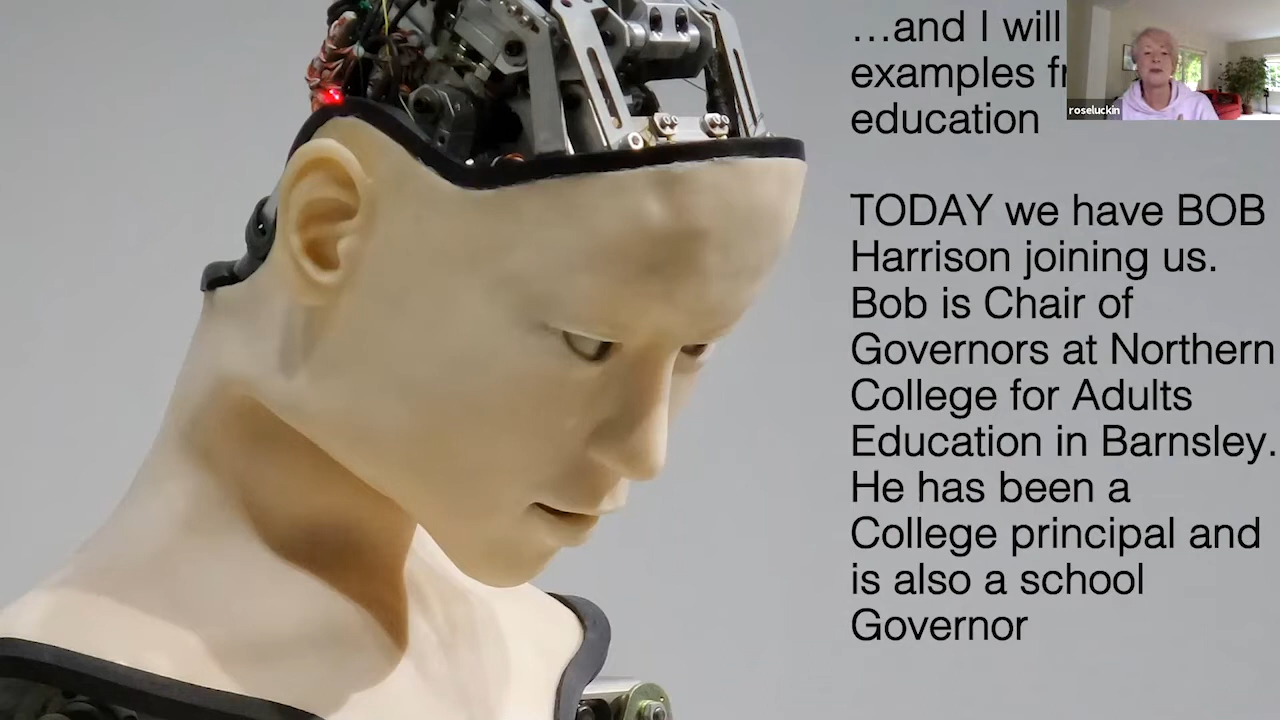 …and I will
examples
education
roseluckin
TODAY we have BOB
Harrison joining us.
Bob is Chair of
Governors at Northern
College for Adults
Education in Barnsley.
He has been a
College principal and
is also a school
Governor